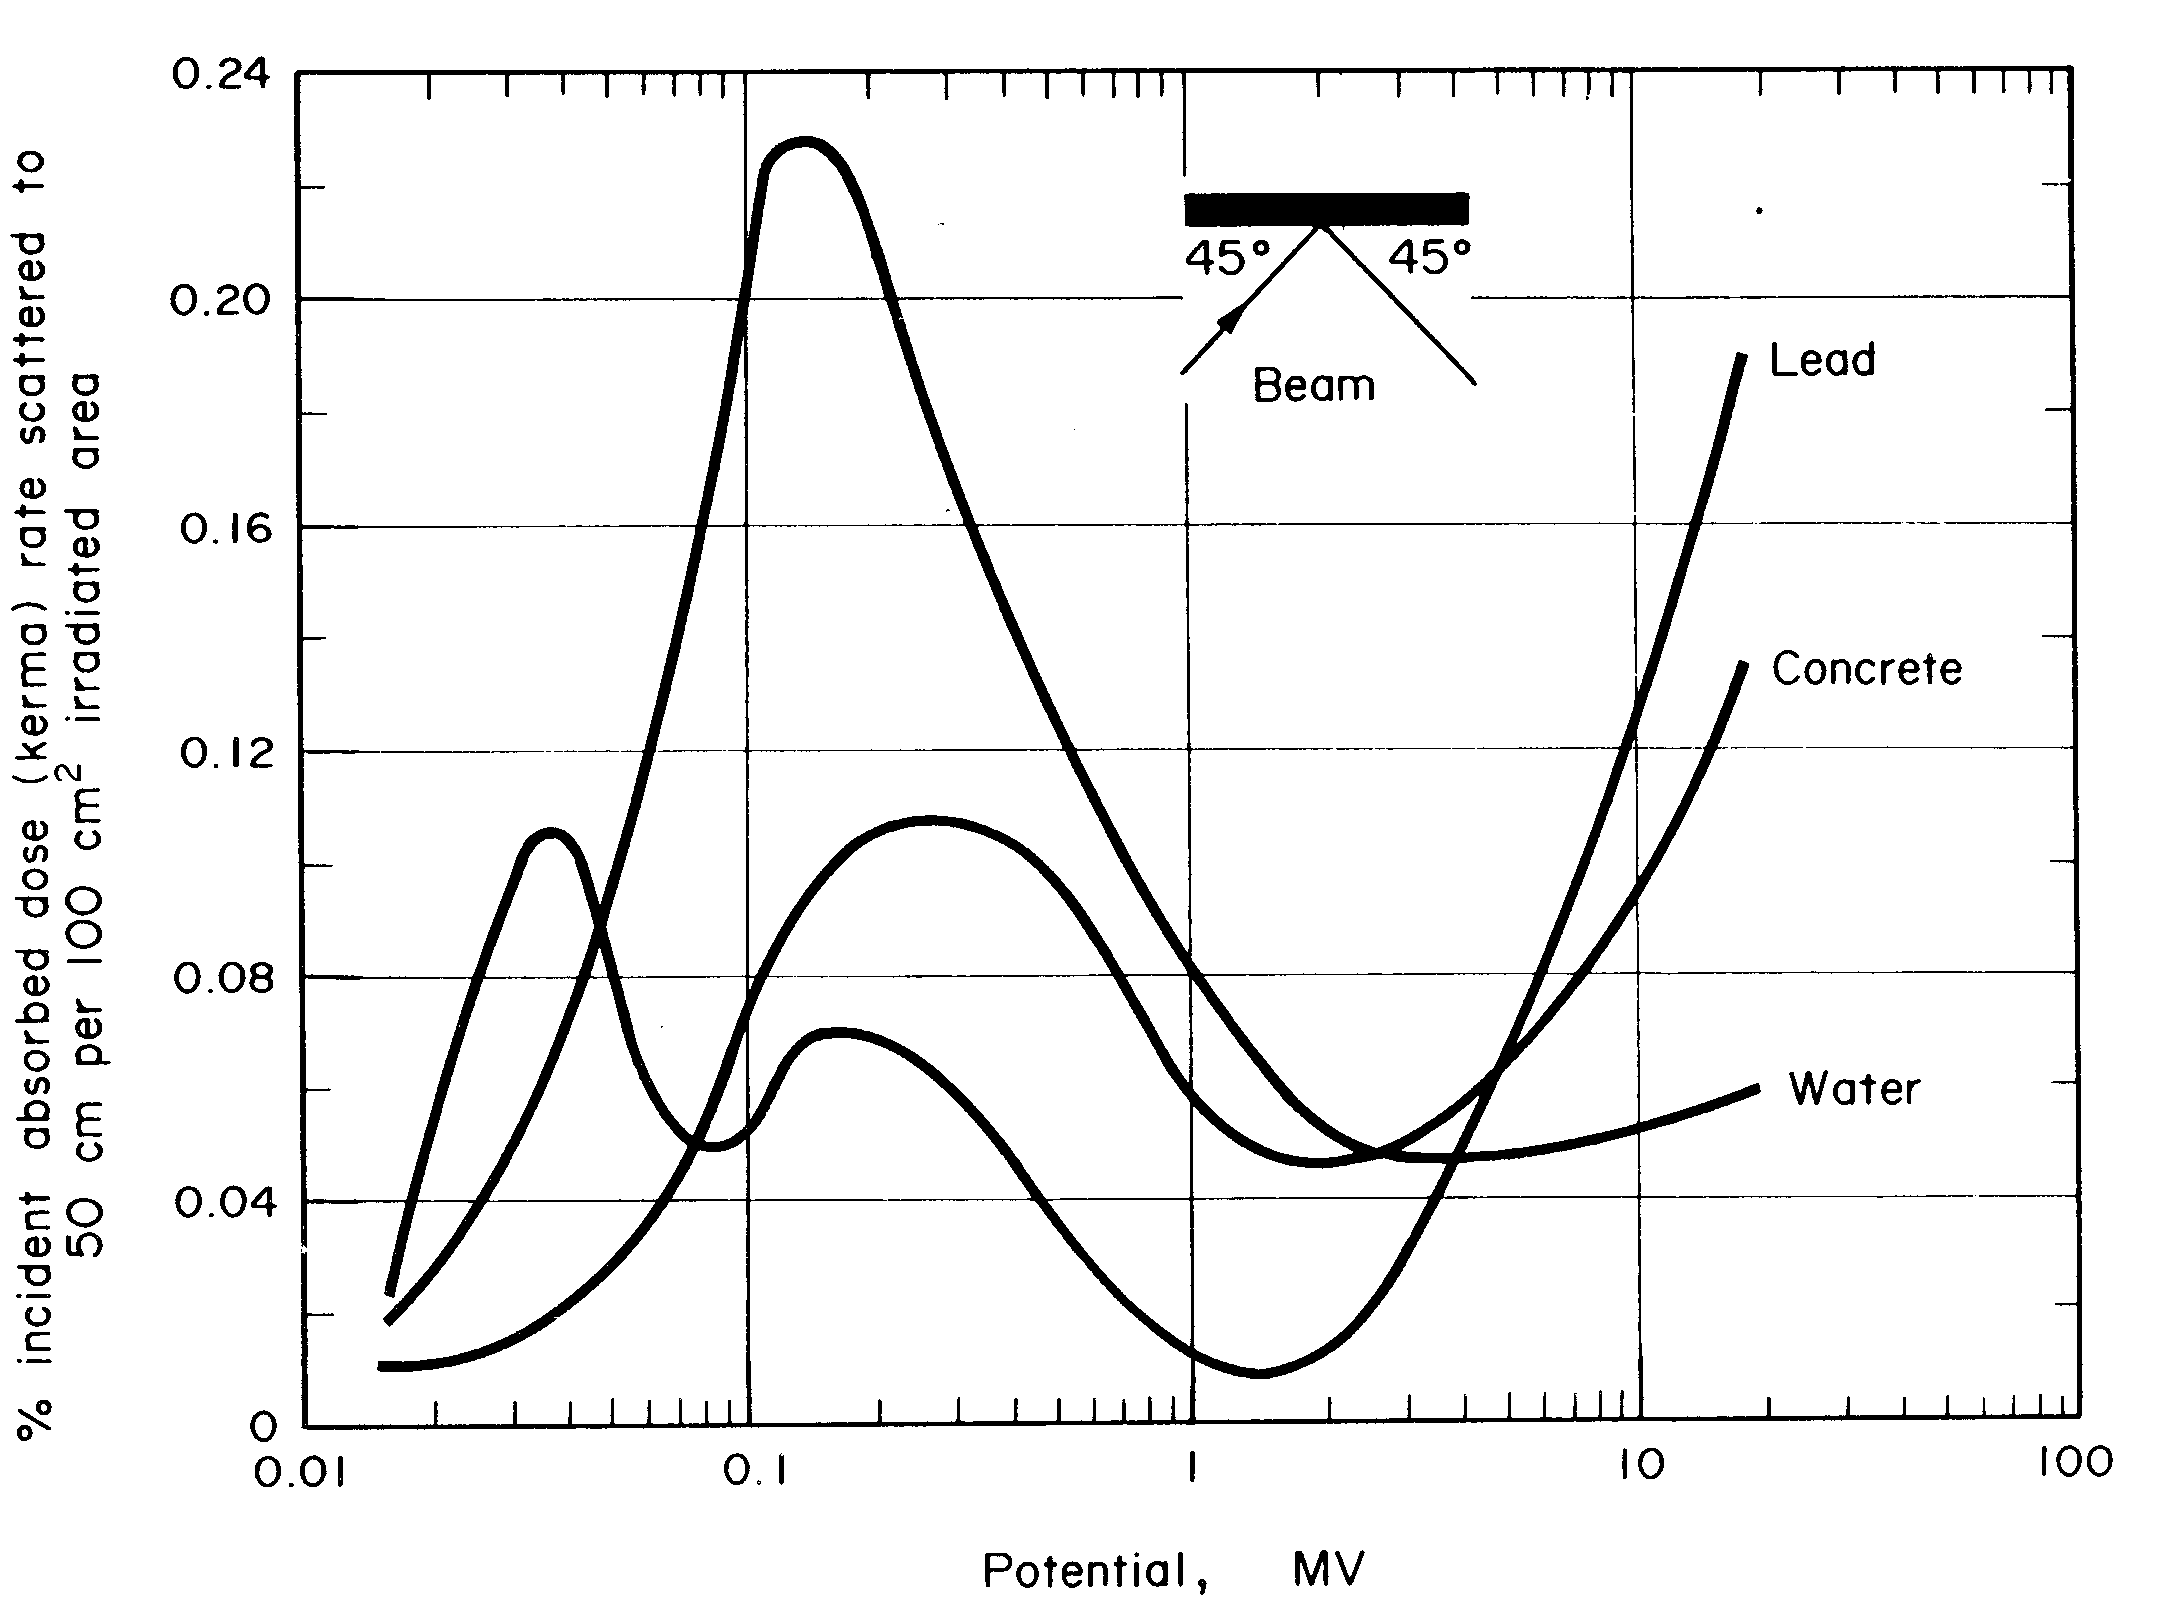 % incident absorbed dose (kerma) rate scattered to
50 cm per 100 cm² irradiated area
0.24
0.20
0.16
0.12
0.08
0.04
0
45° 45°
Beam
Lead
Concrete
Water
0.01 0.1 1 10 100
Potential, MV